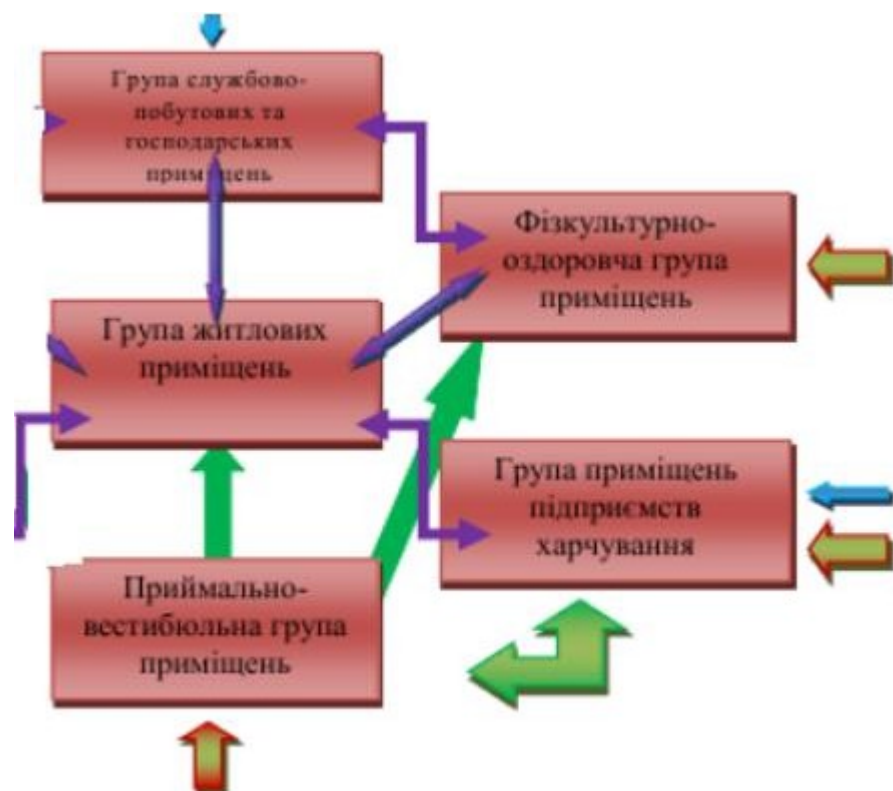 Група службово-
побутових та
господарських
приміщень
Фізкультурно-
оздоровча група
приміщень
Група житлових
приміщень
Група приміщень
підприємств
харчування
Приймально-
вестибюльна група
приміщень